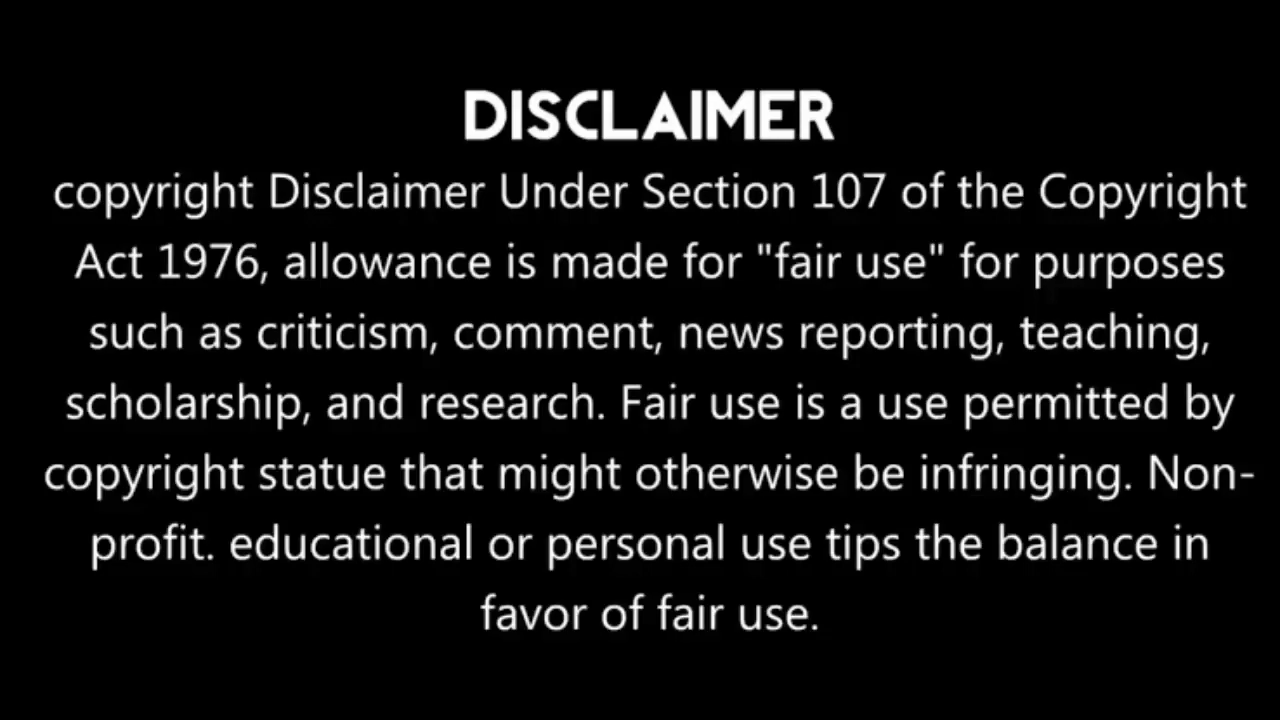 DISCLAIMER
copyright Disclaimer Under Section 107 of the Copyright
Act 1976, allowance is made for "fair use" for purposes
such as criticism, comment, news reporting, teaching,
scholarship, and research. Fair use is a use permitted by
copyright statue that might otherwise be infringing. Non-
profit. educational or personal use tips the balance in
favor of fair use.